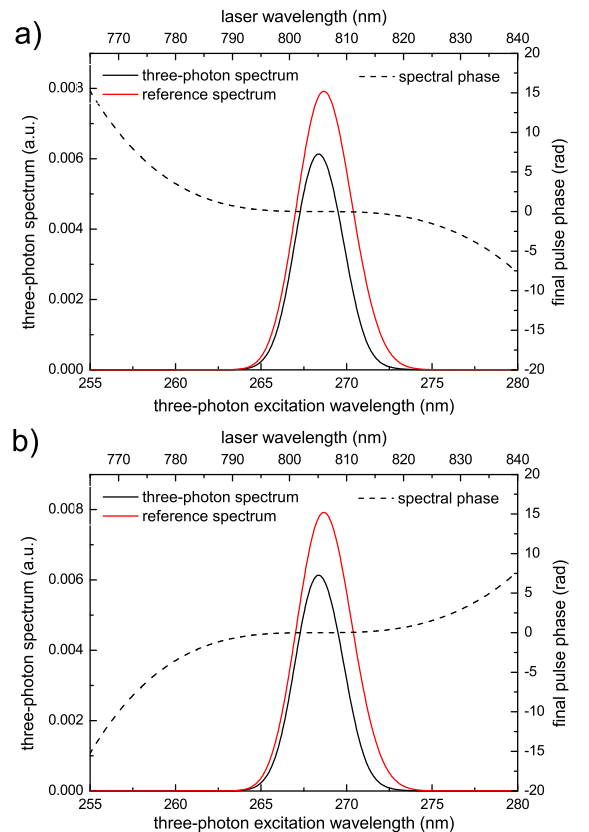 a)
laser wavelength (nm)
770 780 790 800 810 820 830 840
three-photon spectrum
reference spectrum
spectral phase
three-photon spectrum (a.u.)
0.003
0.006
0.004
0.002
0.000
20
15
10
5
0
-5
-10
-15
-20
final pulse phase (rad)
255 260 265 270 275 280
three-photon excitation wavelength (nm)
b)
laser wavelength (nm)
770 780 790 800 810 820 830 840
three-photon spectrum
reference spectrum
spectral phase
three-photon spectrum (a.u.)
0.008
0.006
0.004
0.002
0.000
20
15
10
5
0
-5
-10
-15
-20
final pulse phase (rad)
255 260 265 270 275 280
three-photon excitation wavelength (nm)